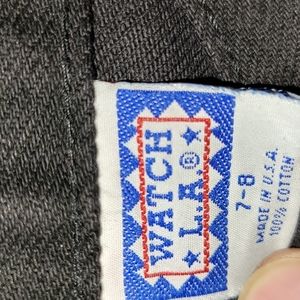 WATCH
L.A.®
7-8
MADE IN U.S.A.
100% COTTON